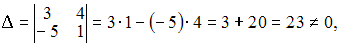 Δ = | 3 4 ; − 5 1 | = 3 · 1 − (− 5) · 4 = 3 + 20 = 23 ≠ 0,